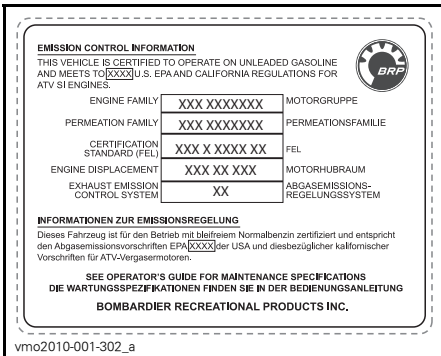 EMISSION CONTROL INFORMATION
THIS VEHICLE IS CERTIFIED TO OPERATE ON UNLEADED GASOLINE
AND MEETS TO XXXX U.S. EPA AND CALIFORNIA REGULATIONS FOR
ATV SI ENGINES.
BRP
ENGINE FAMILY XXX XXXXXXX MOTORGRUPPE
PERMEATION FAMILY XXX XXXXXXX PERMEATIONSFAMILIE
CERTIFICATION
STANDARD (FEL) XXX X XXXX XX FEL
ENGINE DISPLACEMENT XXX XX XXX MOTORHUBRAUM
EXHAUST EMISSION
CONTROL SYSTEM XX ABGASEMISSIONS-
REGELUNGSSYSTEM
INFORMATIONEN ZUR EMISSIONSREGELUNG
Dieses Fahrzeug ist für den Betrieb mit bleifreiem Normalbenzin zertifiziert und entspricht
den Abgasemissionsvorschriften EPA XXXX der USA und diesbezüglicher kalifornischer
Vorschriften für ATV-Vergasermotoren.
SEE OPERATOR'S GUIDE FOR MAINTENANCE SPECIFICATIONS
DIE WARTUNGSSPEZIFIKATIONEN FINDEN SIE IN DER BEDIENUNGSANLEITUNG
BOMBARDIER RECREATIONAL PRODUCTS INC.
vmo2010-001-302_a